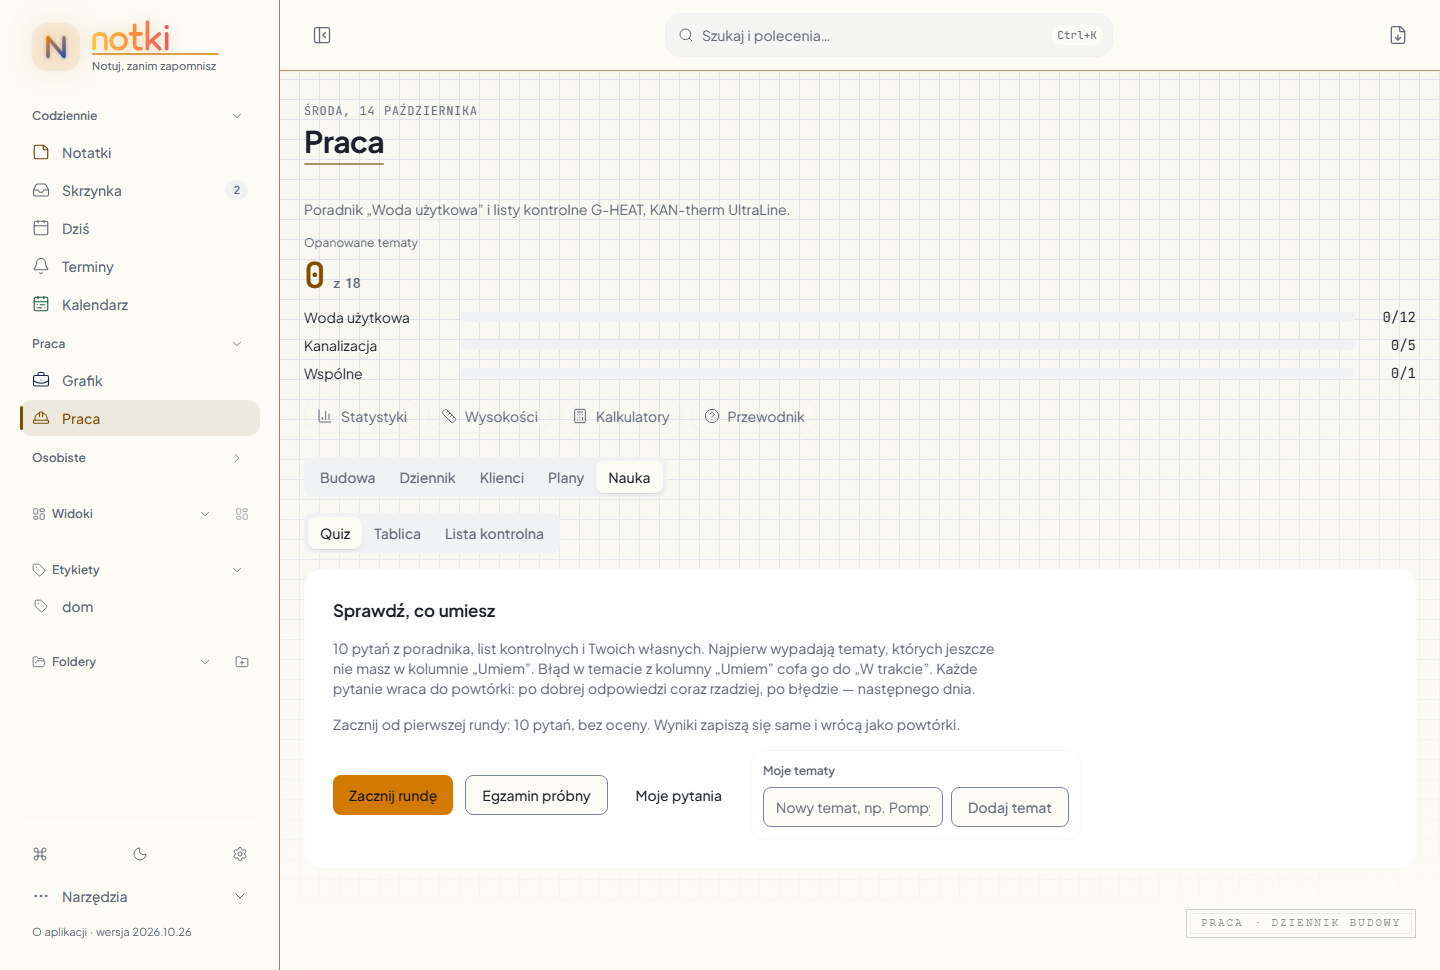 N
notki
Notuj, zanim zapomnisz
Codziennie
Notatki
Skrzynka 2
Dziś
Terminy
Kalendarz
Praca
Grafik
Praca
Osobiste
Widoki
Etykiety
dom
Foldery
Narzędzia
O aplikacji · wersja 2026.10.26
Szukaj i polecenia... Ctrl+K
ŚRODA, 14 PAŹDZIERNIKA
Praca
Poradnik „Woda użytkowa” i listy kontrolne G-HEAT, KAN-therm UltraLine.
Opanowane tematy
0 z 18
Woda użytkowa 0/12
Kanalizacja 0/5
Wspólne 0/1
Statystyki Wysokości Kalkulatory Przewodnik
Budowa Dziennik Klienci Plany Nauka
Quiz Tablica Lista kontrolna
Sprawdź, co umiesz
10 pytań z poradnika, list kontrolnych i Twoich własnych. Najpierw wypadają tematy, których jeszcze
nie masz w kolumnie „Umiem”. Błąd w temacie z kolumny „Umiem” cofa go do „W trakcie”. Każde
pytanie wraca do powtórki: po dobrej odpowiedzi coraz rzadziej, po błędzie — następnego dnia.
Zacznij od pierwszej rundy: 10 pytań, bez oceny. Wyniki zapiszą się same i wrócą jako powtórki.
Moje tematy
Zacznij rundę Egzamin próbny Moje pytania Nowy temat, np. Pompy Dodaj temat
PRACA · DZIENNIK BUDOWY